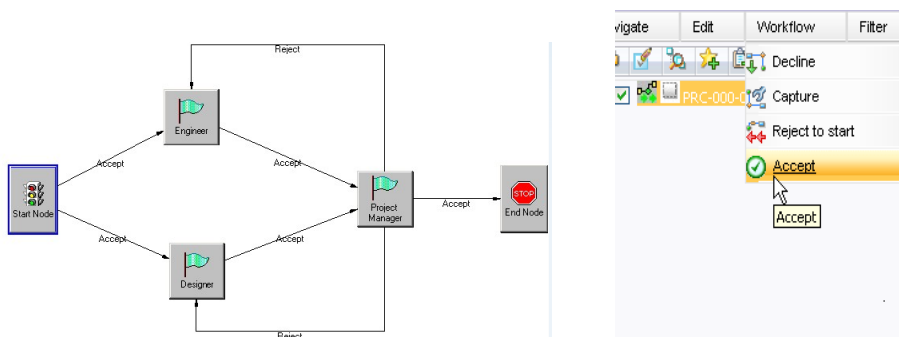 Reject
Engineer
Accept
Accept
Start Node
Project
Manager
Accept
STOP
End Node
Accept
Accept
Designer
Reject
vigate Edit Workflow Filter
Decline
PRC-000-0
Capture
Reject to start
Accept
Accept